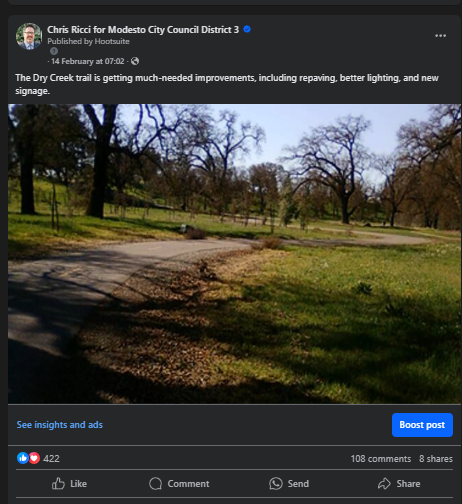 Chris Ricci for Modesto City Council District 3
Published by Hootsuite
· 14 February at 07:02 ·
The Dry Creek trail is getting much-needed improvements, including repaving, better lighting, and new
signage.
See insights and ads
Boost post
422
108 comments 8 shares
Like
Comment
Send
Share